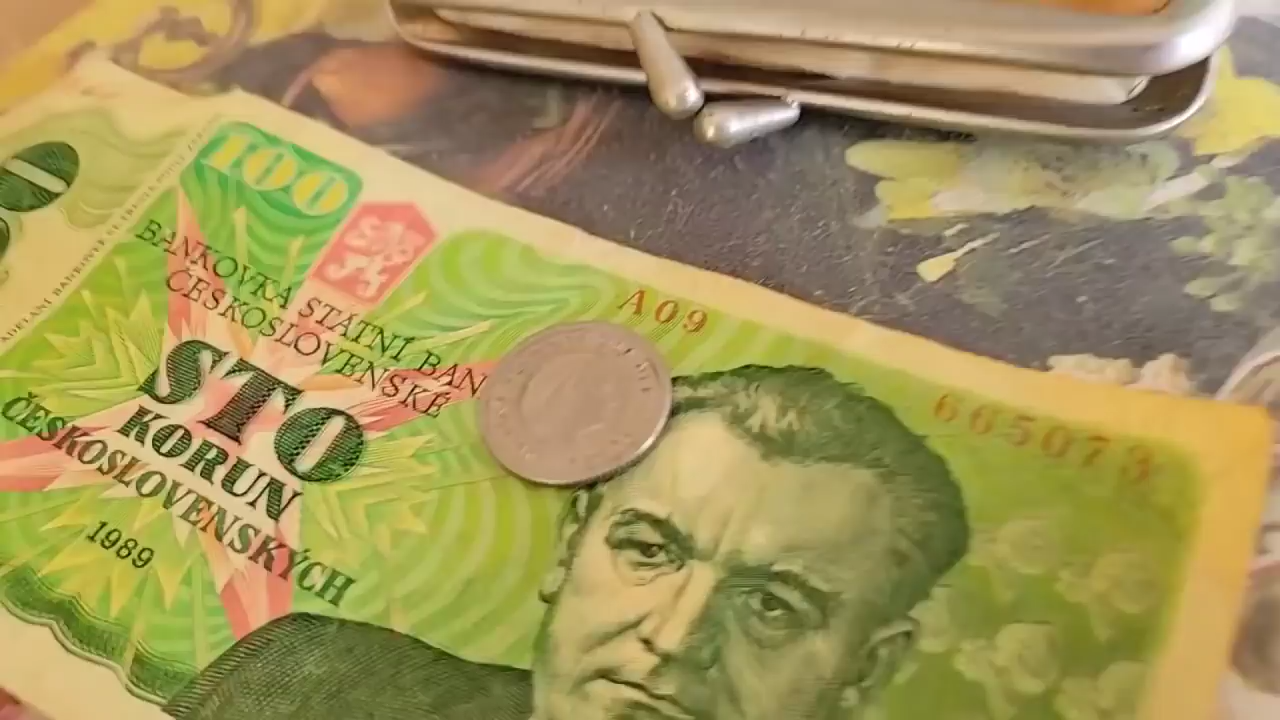 100
BANKOVKA STÁTNÍ BAN
ČESKOSLOVENSKÉ
STO
KORUN
ČESKOSLOVENSKÝCH
1989
A09
665073